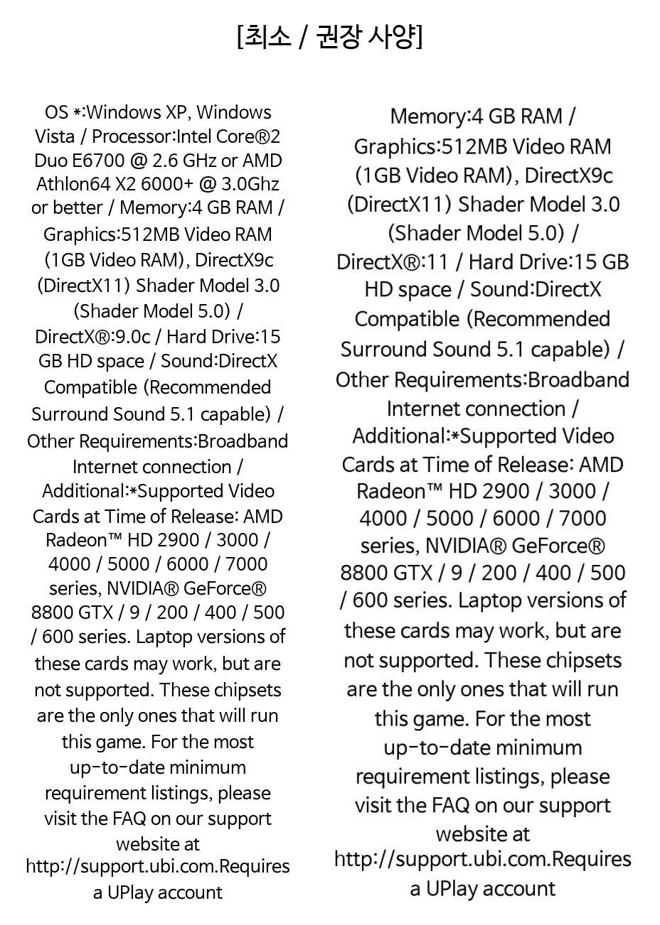 [최소 / 권장 사양]
OS *:Windows XP, Windows
Vista / Processor:Intel Core®2
Duo E6700 @ 2.6 GHz or AMD
Athlon64 X2 6000+ @ 3.0Ghz
or better / Memory:4 GB RAM /
Graphics:512MB Video RAM
(1GB Video RAM), DirectX9c
(DirectX11) Shader Model 3.0
(Shader Model 5.0) /
DirectX®:9.0c / Hard Drive:15
GB HD space / Sound:DirectX
Compatible (Recommended
Surround Sound 5.1 capable) /
Other Requirements:Broadband
Internet connection /
Additional:*Supported Video
Cards at Time of Release: AMD
Radeon™ HD 2900 / 3000 /
4000 / 5000 / 6000 / 7000
series, NVIDIA® GeForce®
8800 GTX / 9 / 200 / 400 / 500
/ 600 series. Laptop versions of
these cards may work, but are
not supported. These chipsets
are the only ones that will run
this game. For the most
up-to-date minimum
requirement listings, please
visit the FAQ on our support
website at
http://support.ubi.com.Requires
a UPlay account
Memory:4 GB RAM /
Graphics:512MB Video RAM
(1GB Video RAM), DirectX9c
(DirectX11) Shader Model 3.0
(Shader Model 5.0) /
DirectX®:11 / Hard Drive:15 GB
HD space / Sound:DirectX
Compatible (Recommended
Surround Sound 5.1 capable) /
Other Requirements:Broadband
Internet connection /
Additional:*Supported Video
Cards at Time of Release: AMD
Radeon™ HD 2900 / 3000 /
4000 / 5000 / 6000 / 7000
series, NVIDIA® GeForce®
8800 GTX / 9 / 200 / 400 / 500
/ 600 series. Laptop versions of
these cards may work, but are
not supported. These chipsets
are the only ones that will run
this game. For the most
up-to-date minimum
requirement listings, please
visit the FAQ on our support
website at
http://support.ubi.com.Requires
a UPlay account